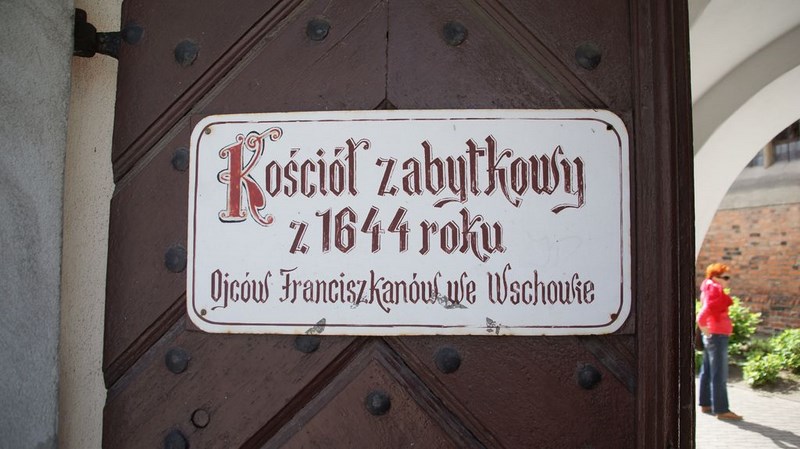 Kościół zabytkowy
z 1644 roku
Ojców Franciszkanów we Wschowie